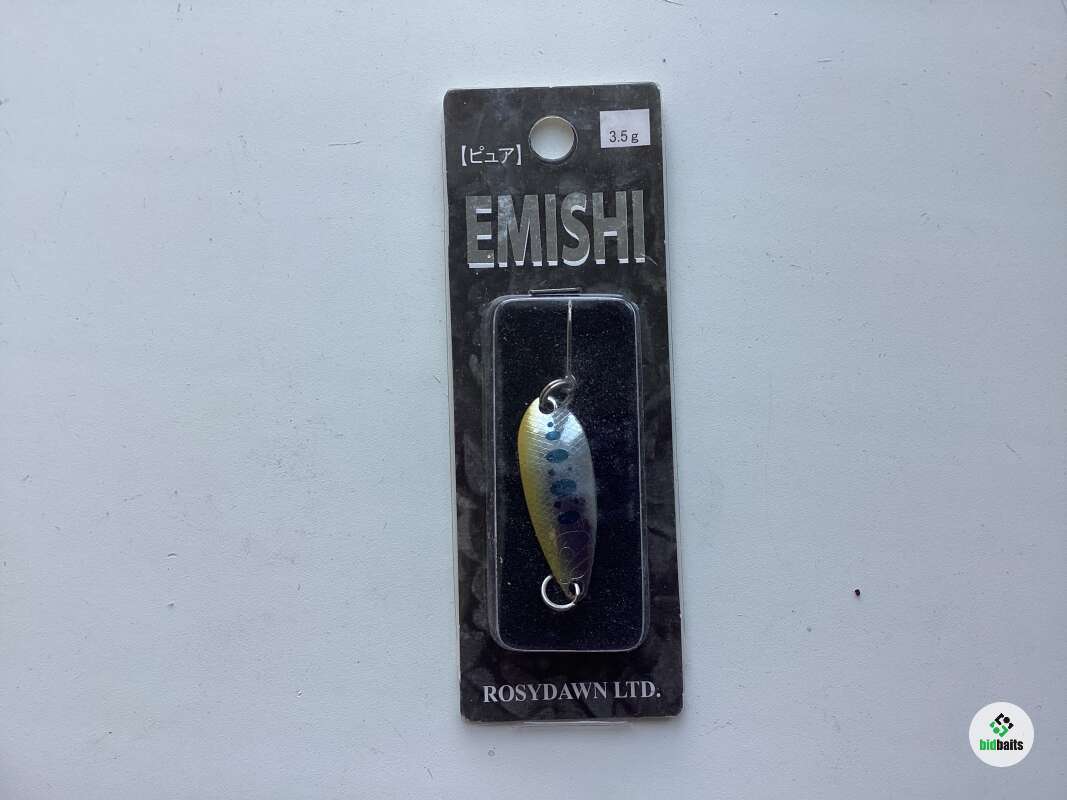 3.5g
【ピュア】
EMISHI
ROSYDAWN LTD.
bidbaits